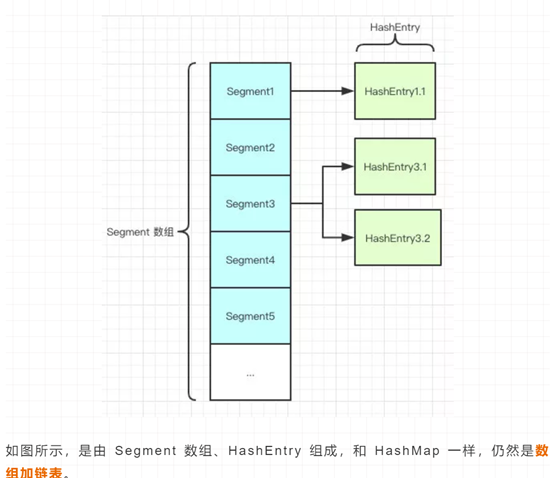 HashEntry
Segment1
HashEntry1.1
Segment2
HashEntry3.1
Segment3
Segment 数组
HashEntry3.2
Segment4
Segment5
...
如图所示，是由 Segment 数组、HashEntry 组成，和 HashMap 一样，仍然是数
组加链表。